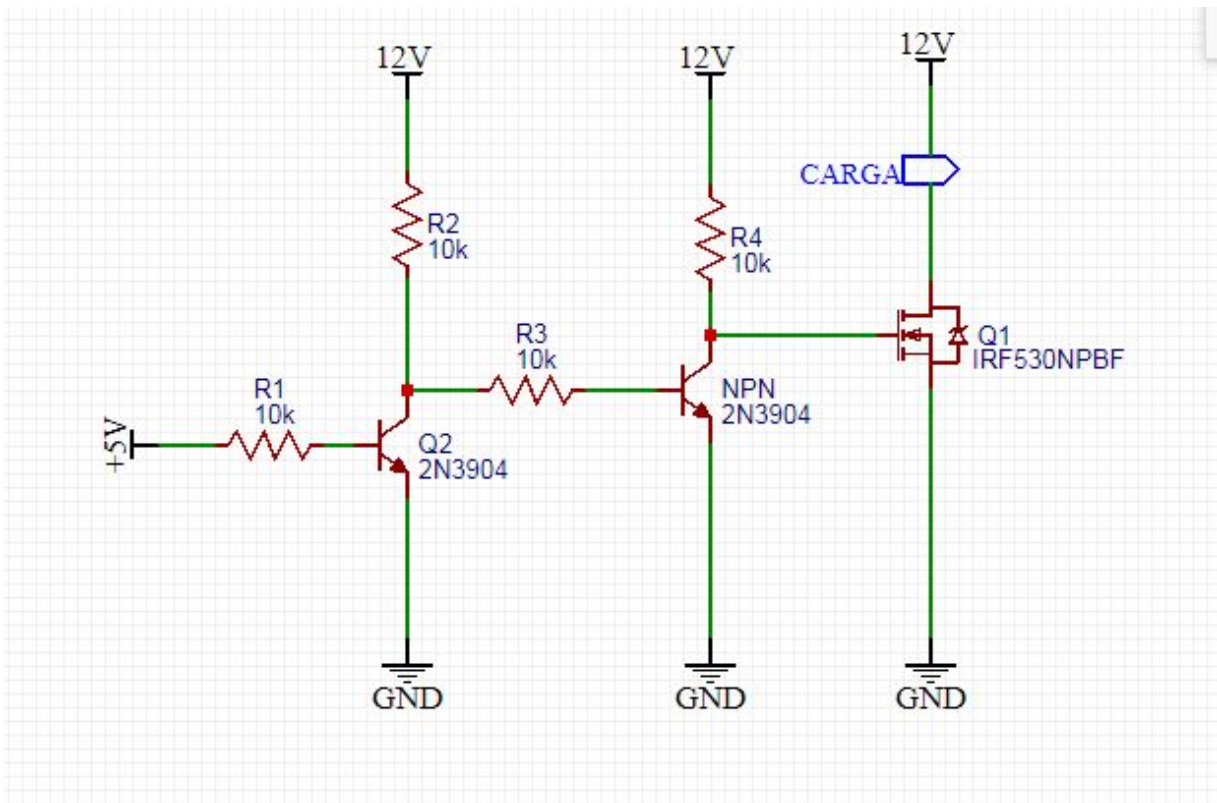 12V
12V
12V
CARGA
R2
10k
R4
10k
R3
10k
Q1
IRF530NPBF
R1
10k
NPN
2N3904
+5V
Q2
2N3904
GND
GND
GND